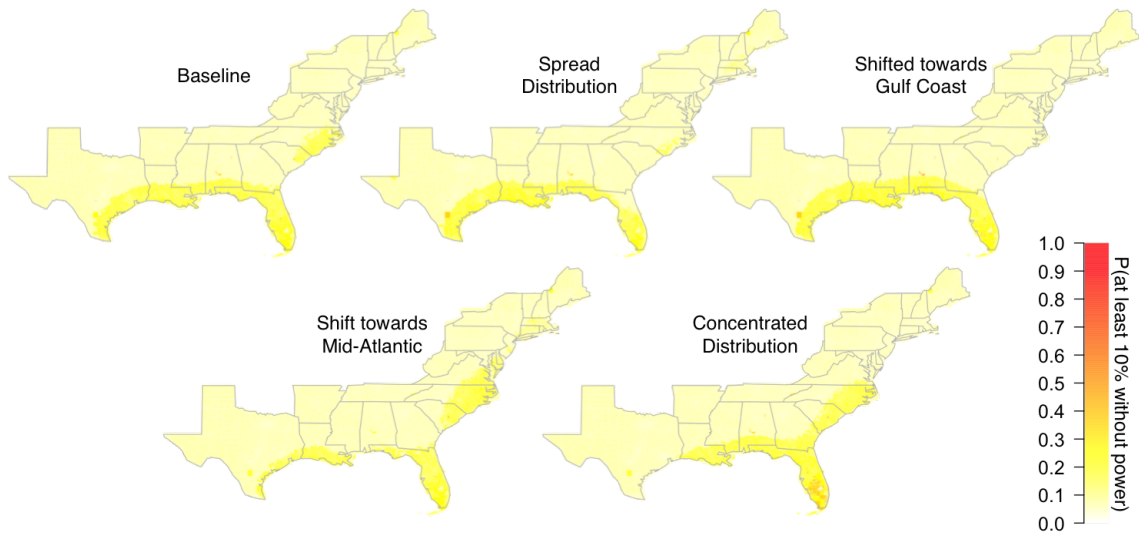 Baseline
Spread
Distribution
Shifted towards
Gulf Coast
Shift towards
Mid-Atlantic
Concentrated
Distribution
1.0
0.9
0.8
0.7
0.6
0.5
0.4
0.3
0.2
0.1
0.0
P(at least 10% without power)